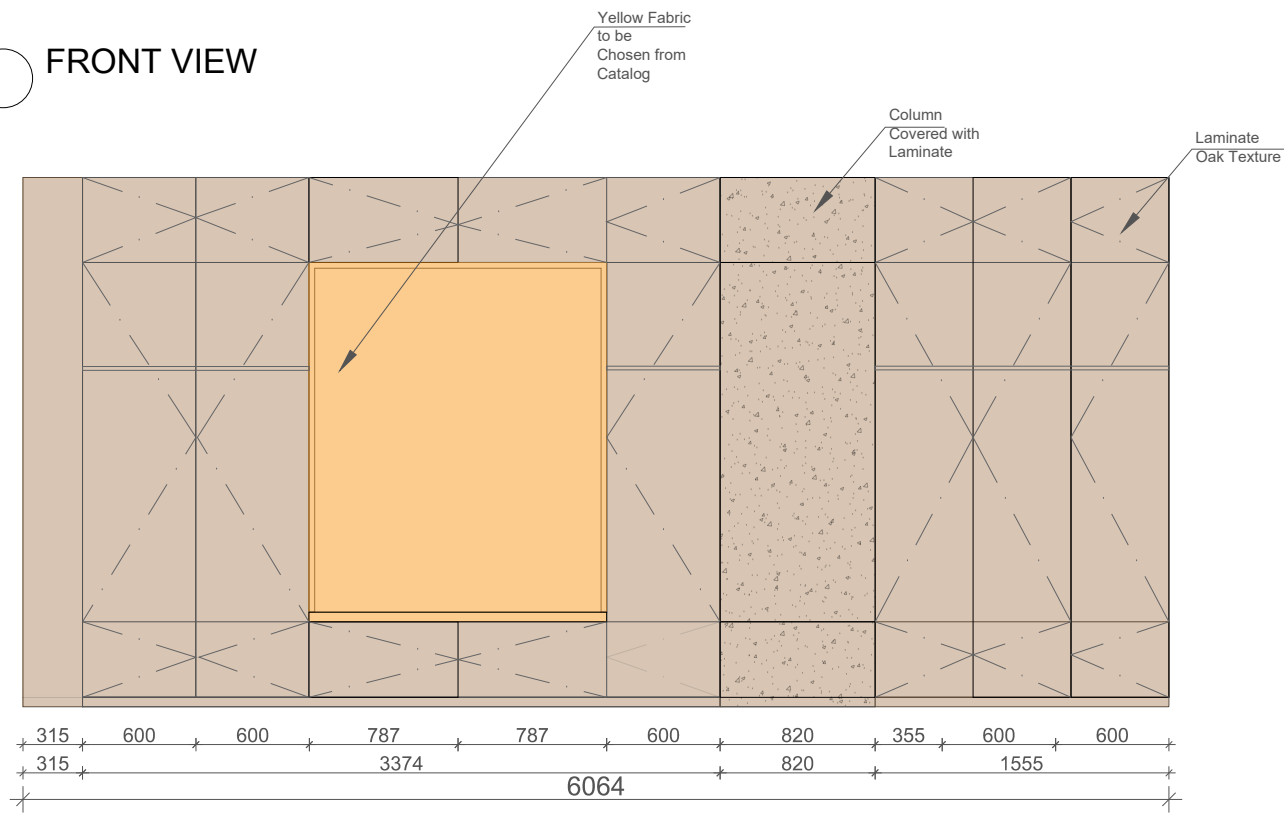 FRONT VIEW
Yellow Fabric
to be
Chosen from
Catalog
Column
Covered with
Laminate
Laminate
Oak Texture
315 600 600 787 787 600 820 355 600 600
315 3374 820 1555
6064